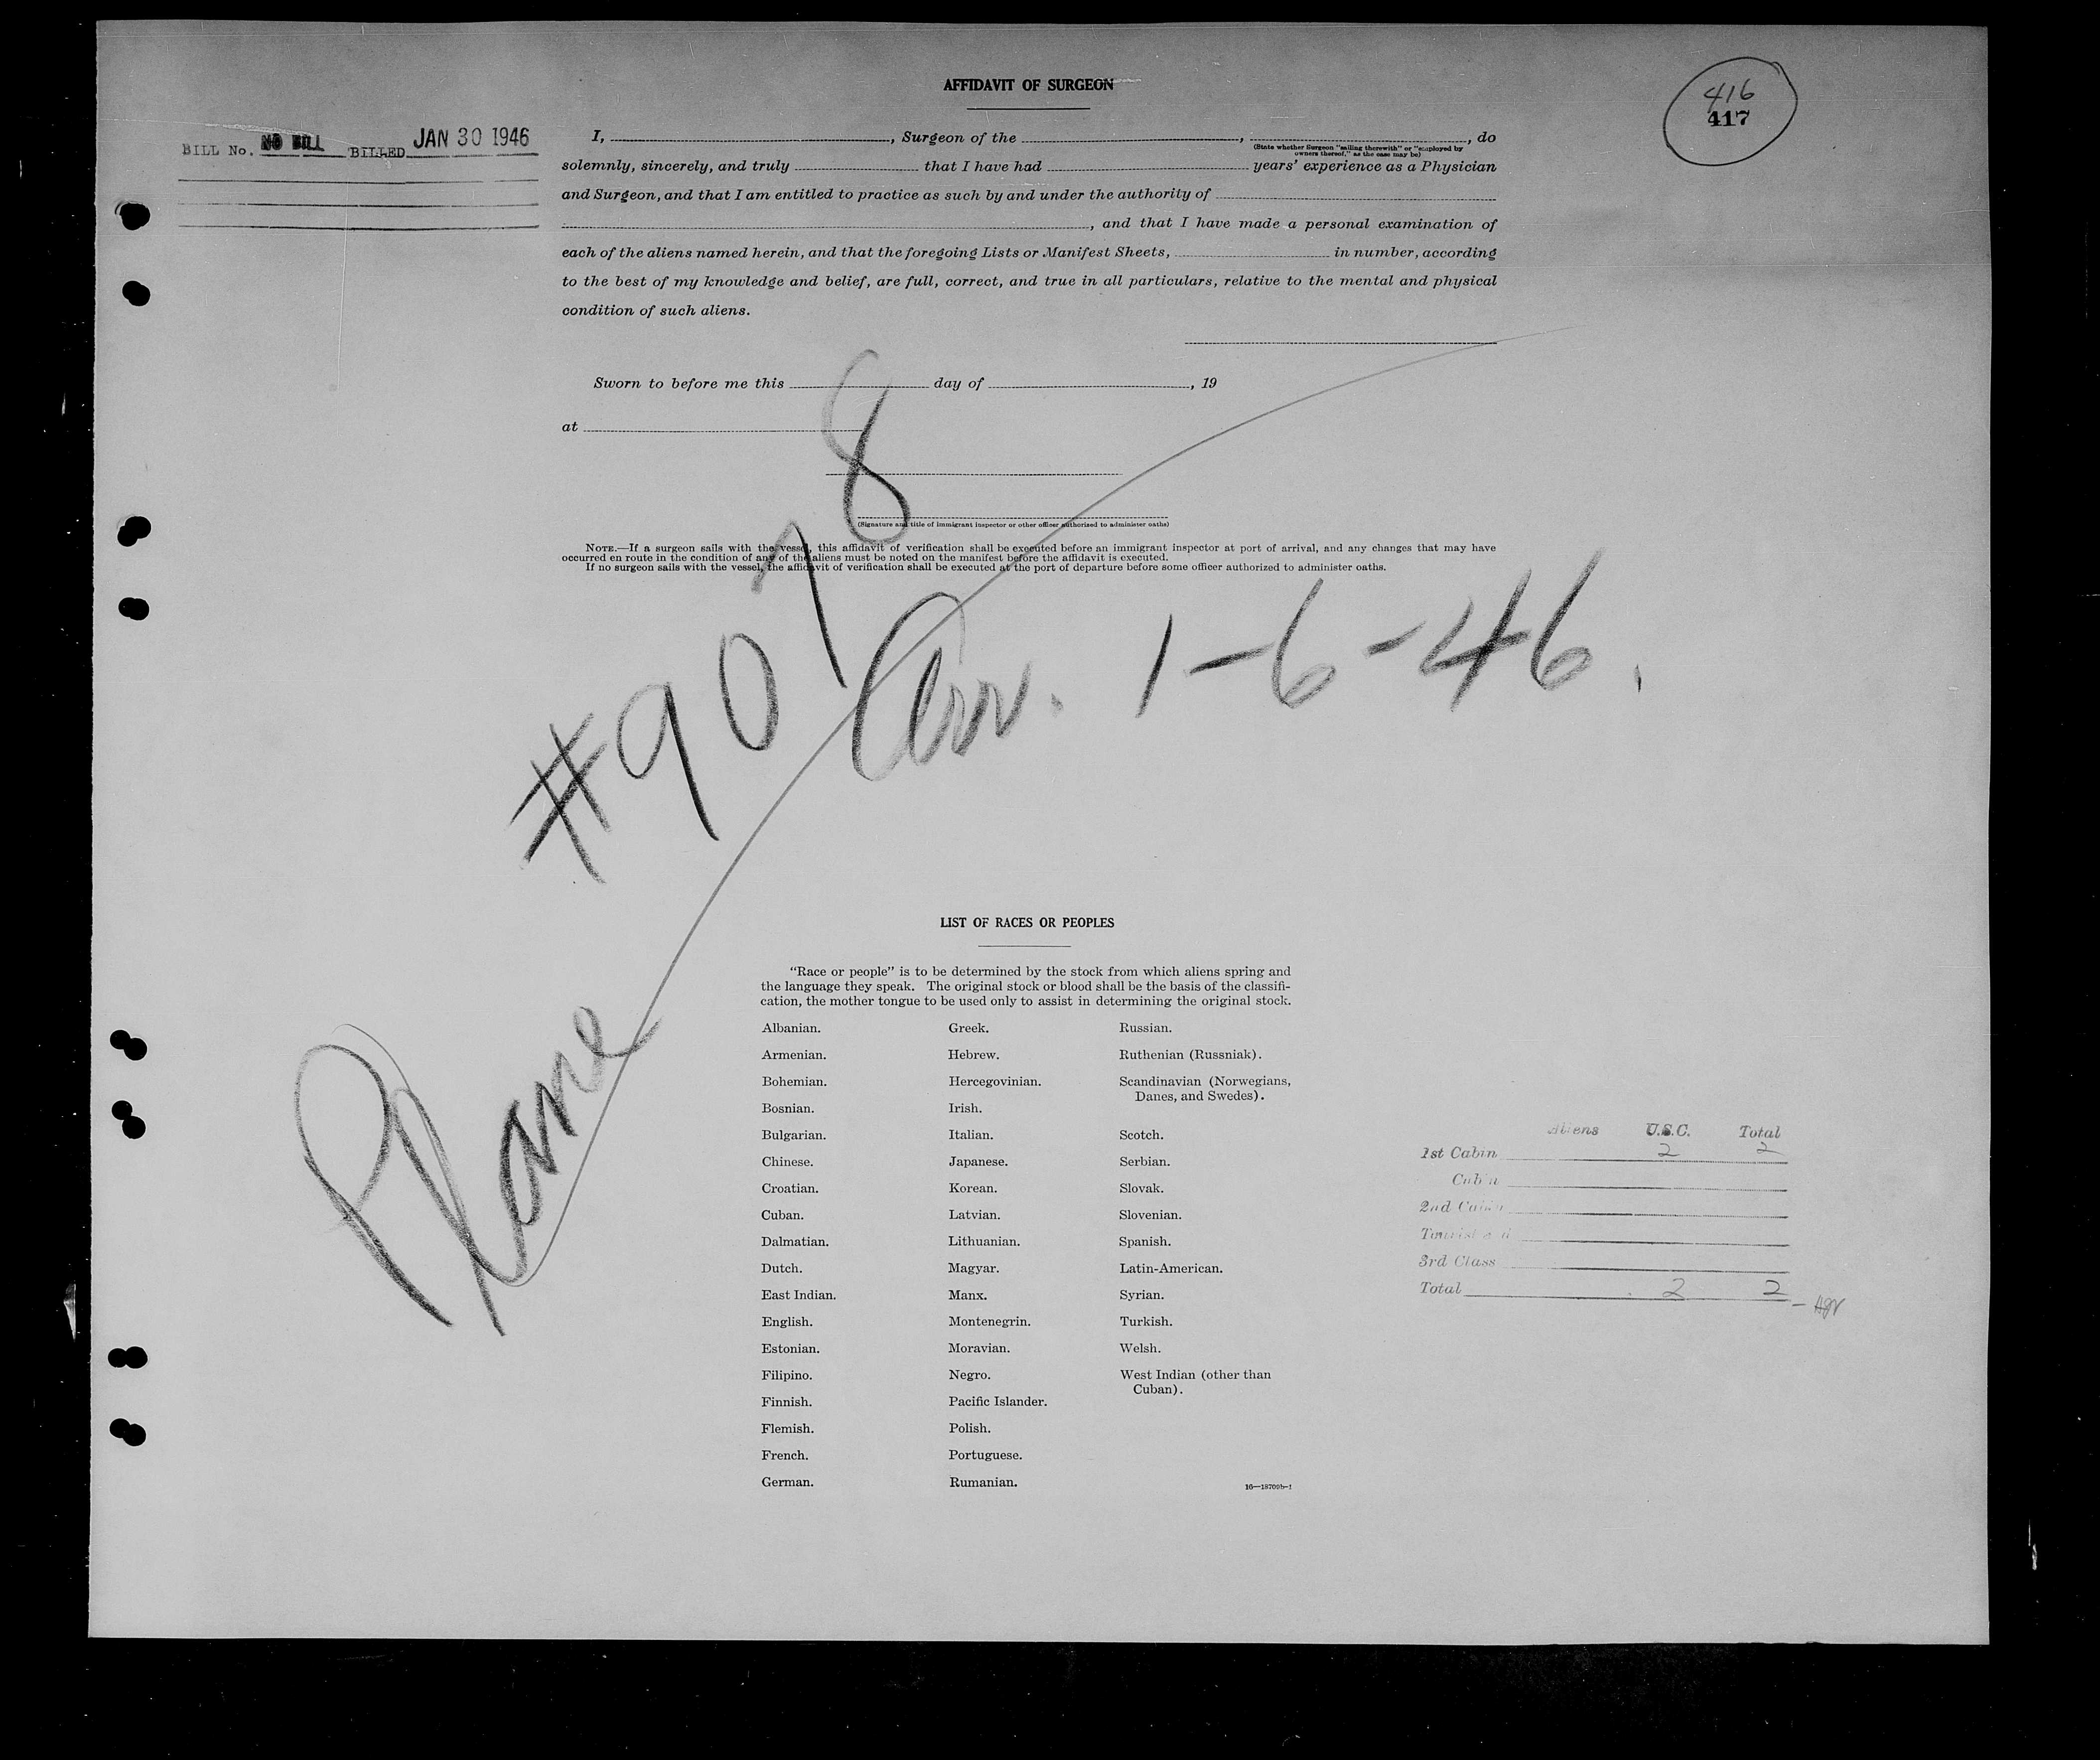 AFFIDAVIT OF SURGEON
416
417
BILL No. NO BILL BILLED JAN 30 1946
I, , Surgeon of the , , do
(State whether Surgeon "sailing therewith" or "employed by
owners thereof," as the case may be)
solemnly, sincerely, and truly that I have had years' experience as a Physician
and Surgeon, and that I am entitled to practice as such by and under the authority of
, and that I have made a personal examination of
each of the aliens named herein, and that the foregoing Lists or Manifest Sheets, in number, according
to the best of my knowledge and belief, are full, correct, and true in all particulars, relative to the mental and physical
condition of such aliens.
Sworn to before me this day of , 19
at
(Signature and title of immigrant inspector or other officer authorized to administer oaths)
NOTE.—If a surgeon sails with the vessel, this affidavit of verification shall be executed before an immigrant inspector at port of arrival, and any changes that may have
occurred en route in the condition of any of the aliens must be noted on the manifest before the affidavit is executed.
If no surgeon sails with the vessel, the affidavit of verification shall be executed at the port of departure before some officer authorized to administer oaths.
Plane #9078
Arr. 1-6-46.
LIST OF RACES OR PEOPLES
"Race or people" is to be determined by the stock from which aliens spring and
the language they speak. The original stock or blood shall be the basis of the classifi-
cation, the mother tongue to be used only to assist in determining the original stock.
Albanian.
Armenian.
Bohemian.
Bosnian.
Bulgarian.
Chinese.
Croatian.
Cuban.
Dalmatian.
Dutch.
East Indian.
English.
Estonian.
Filipino.
Finnish.
Flemish.
French.
German.
Greek.
Hebrew.
Hercegovinian.
Irish.
Italian.
Japanese.
Korean.
Latvian.
Lithuanian.
Magyar.
Manx.
Montenegrin.
Moravian.
Negro.
Pacific Islander.
Polish.
Portuguese.
Rumanian.
Russian.
Ruthenian (Russniak).
Scandinavian (Norwegians,
Danes, and Swedes).
Scotch.
Serbian.
Slovak.
Slovenian.
Spanish.
Latin-American.
Syrian.
Turkish.
Welsh.
West Indian (other than
Cuban).
Aliens U.S.C. Total
1st Cabin 2 2
Cabin
2nd Cabin
Tourist
3rd Class
Total 2 2